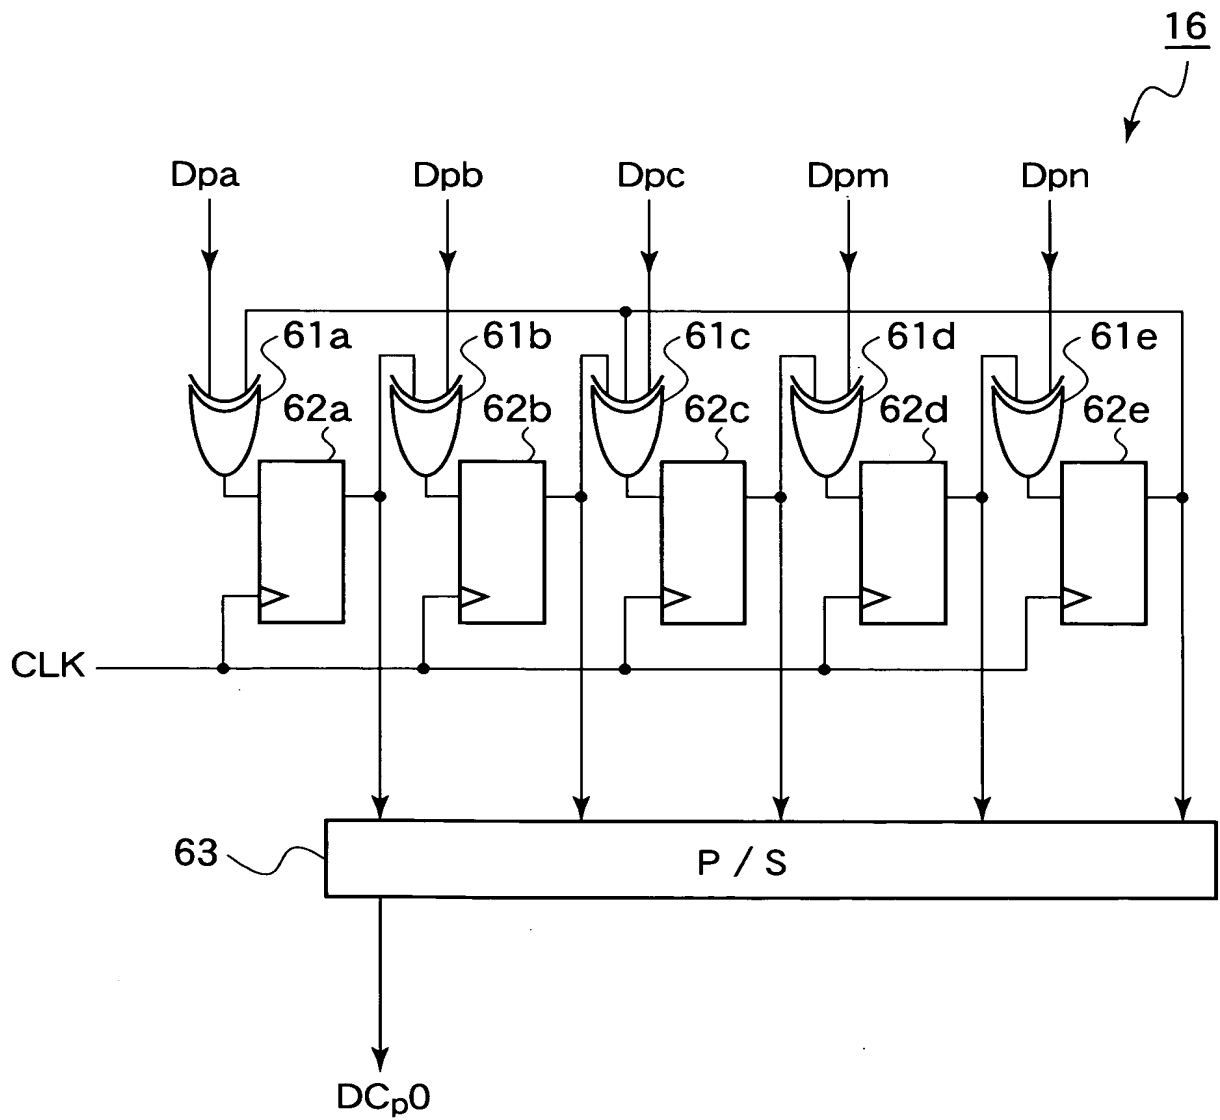 16
Dpa Dpb Dpc Dpm Dpn
61a 61b 61c 61d 61e
62a 62b 62c 62d 62e
CLK
63 P / S
DCp0